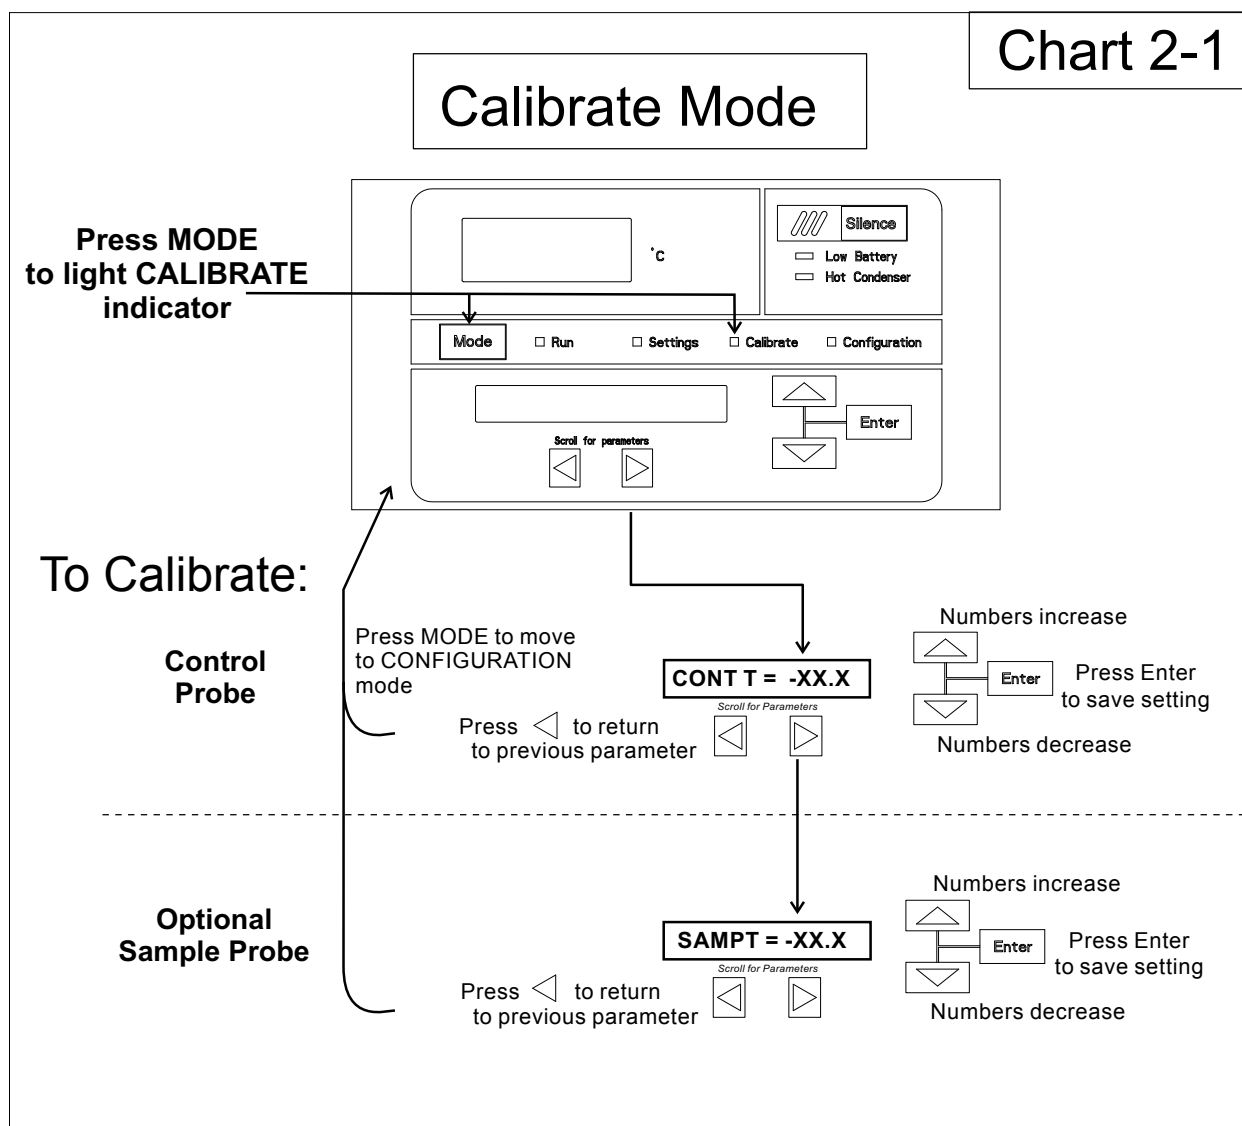 Chart 2-1
Calibrate Mode
Press MODE
to light CALIBRATE
indicator
°C
Silence
Low Battery
Hot Condenser
Mode
Run
Settings
Calibrate
Configuration
Enter
Scroll for parameters
To Calibrate:
Control
Probe
Press MODE to move
to CONFIGURATION
mode
CONT T = -XX.X
Scroll for Parameters
Press to return
to previous parameter
Numbers increase
Enter
Press Enter
to save setting
Numbers decrease
Optional
Sample Probe
SAMPT = -XX.X
Scroll for Parameters
Press to return
to previous parameter
Numbers increase
Enter
Press Enter
to save setting
Numbers decrease